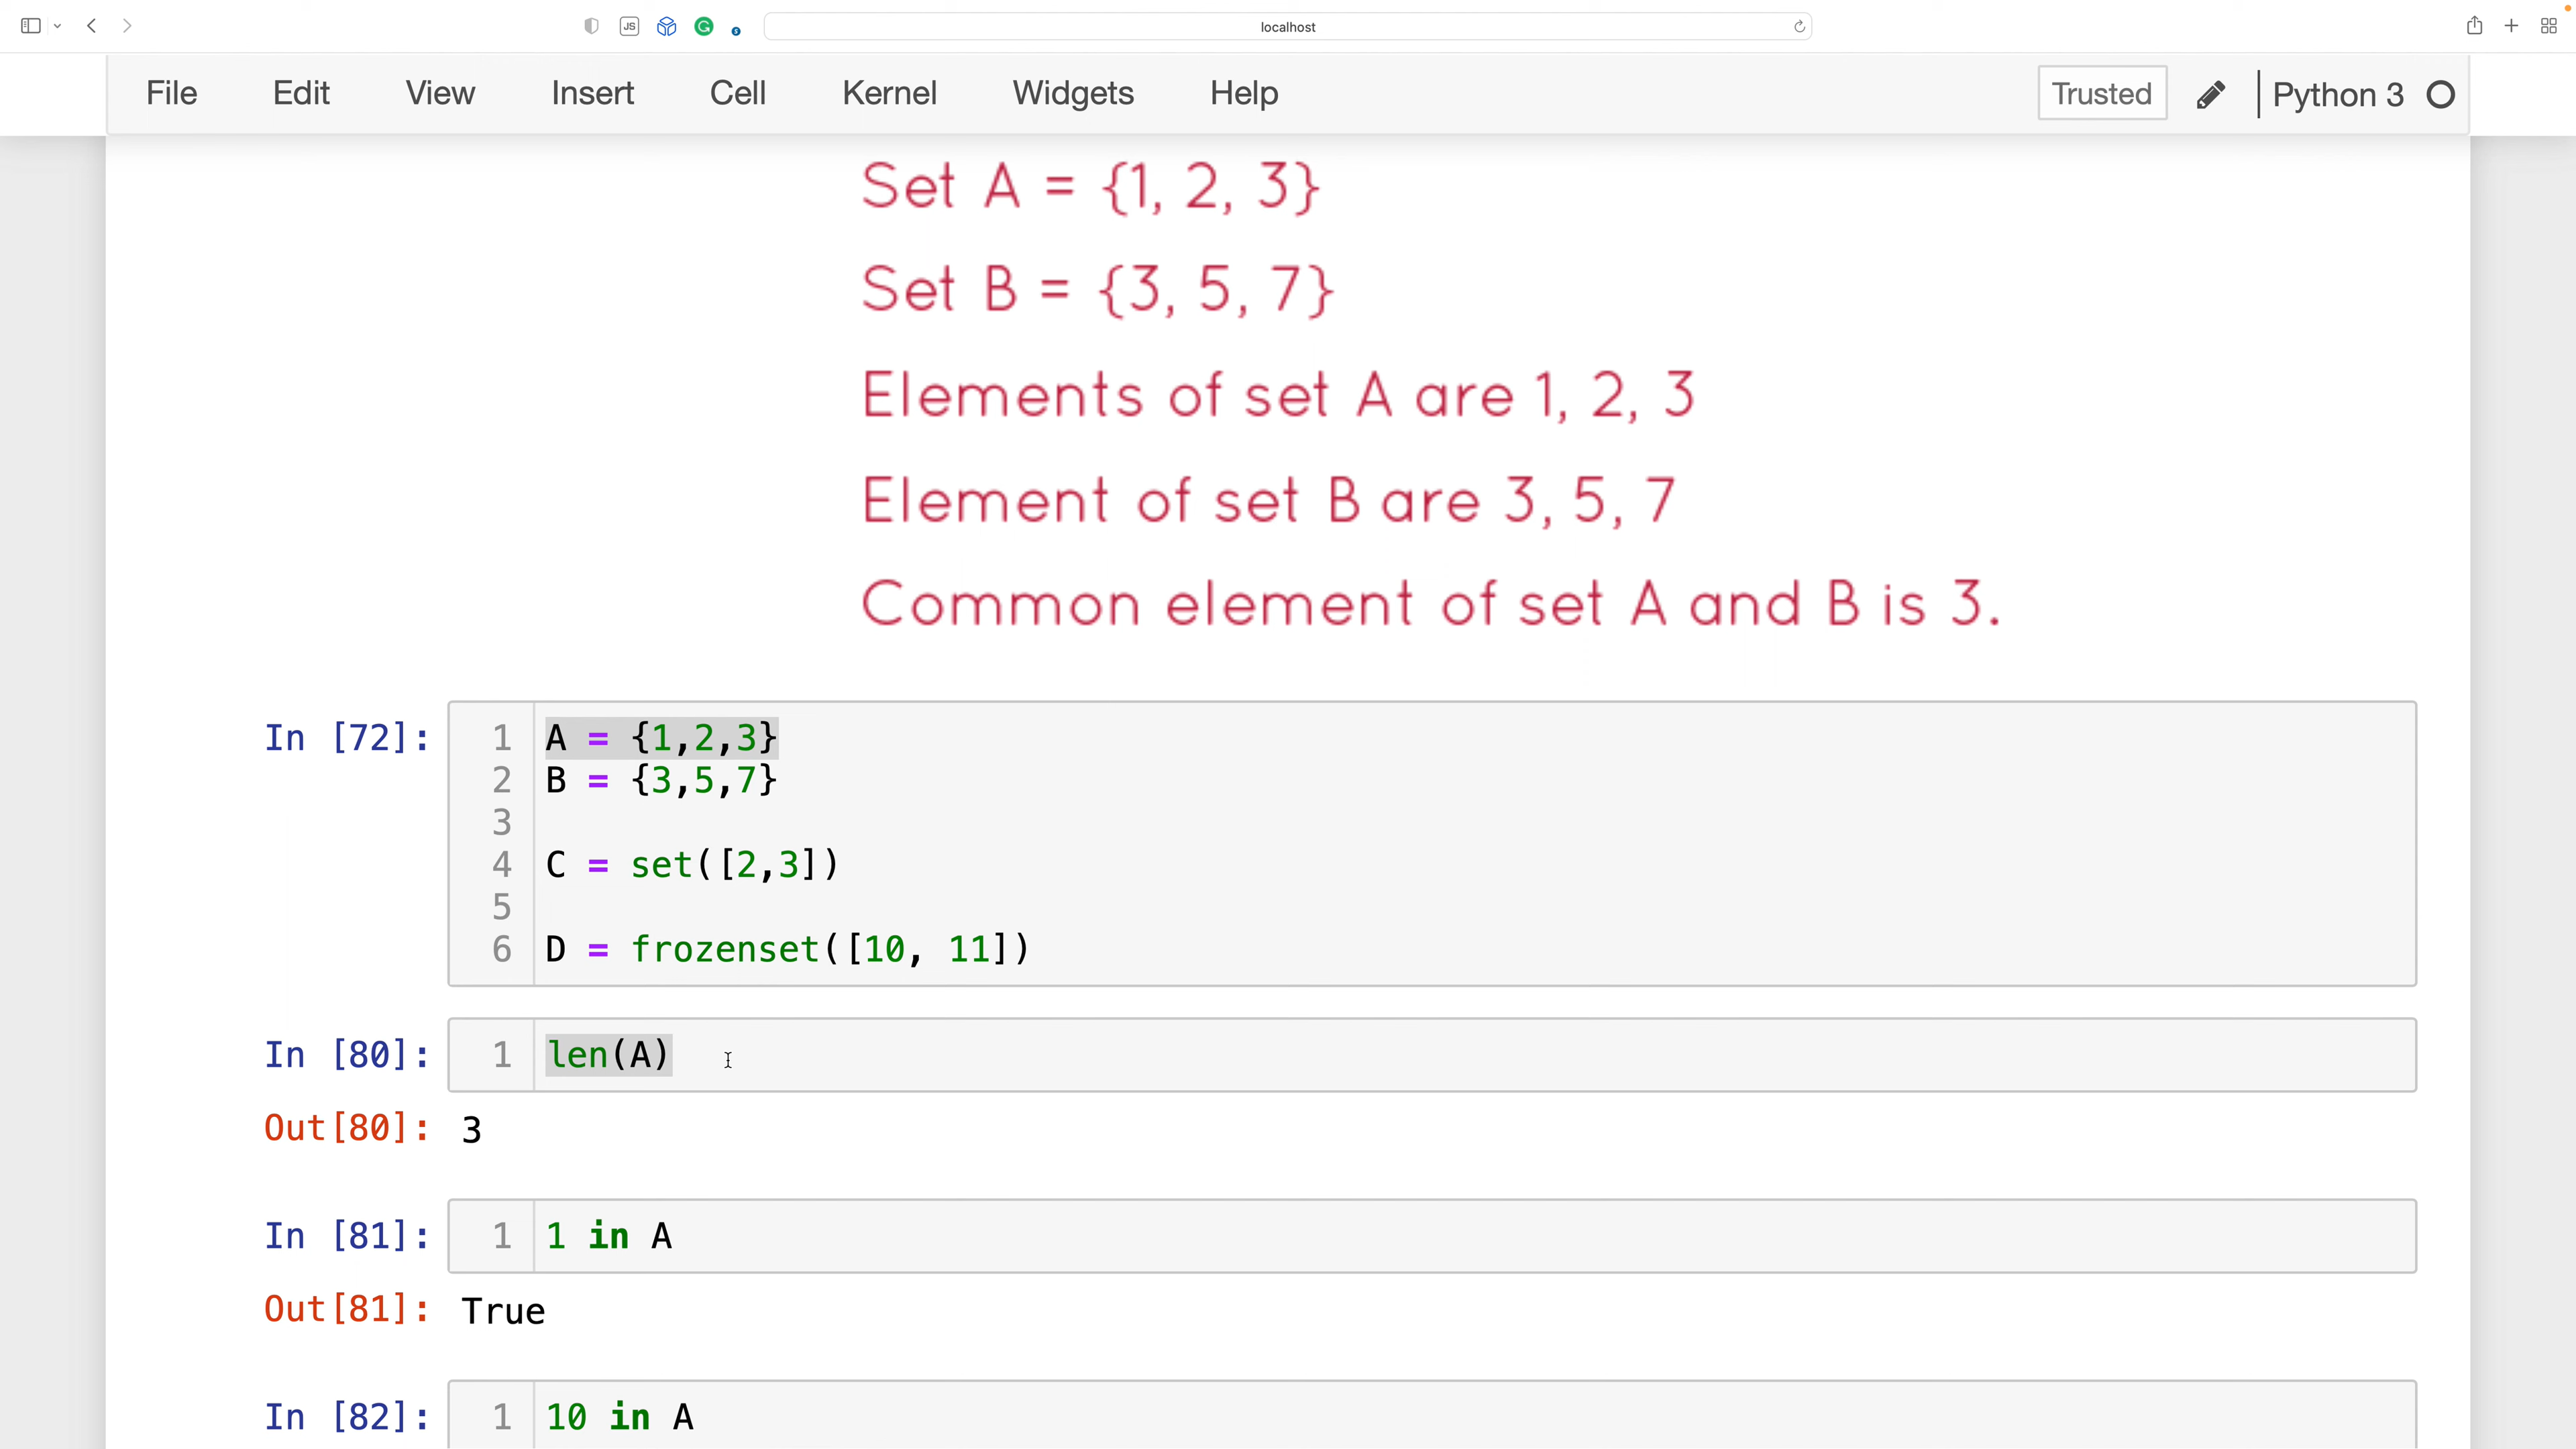 localhost
File Edit View Insert Cell Kernel Widgets Help Trusted Python 3
Set A = {1, 2, 3}
Set B = {3, 5, 7}
Elements of set A are 1, 2, 3
Element of set B are 3, 5, 7
Common element of set A and B is 3.
In [72]: 1 A = {1,2,3}
2 B = {3,5,7}
3
4 C = set([2,3])
5
6 D = frozenset([10, 11])
In [80]: 1 len(A)
Out[80]: 3
In [81]: 1 1 in A
Out[81]: True
In [82]: 1 10 in A